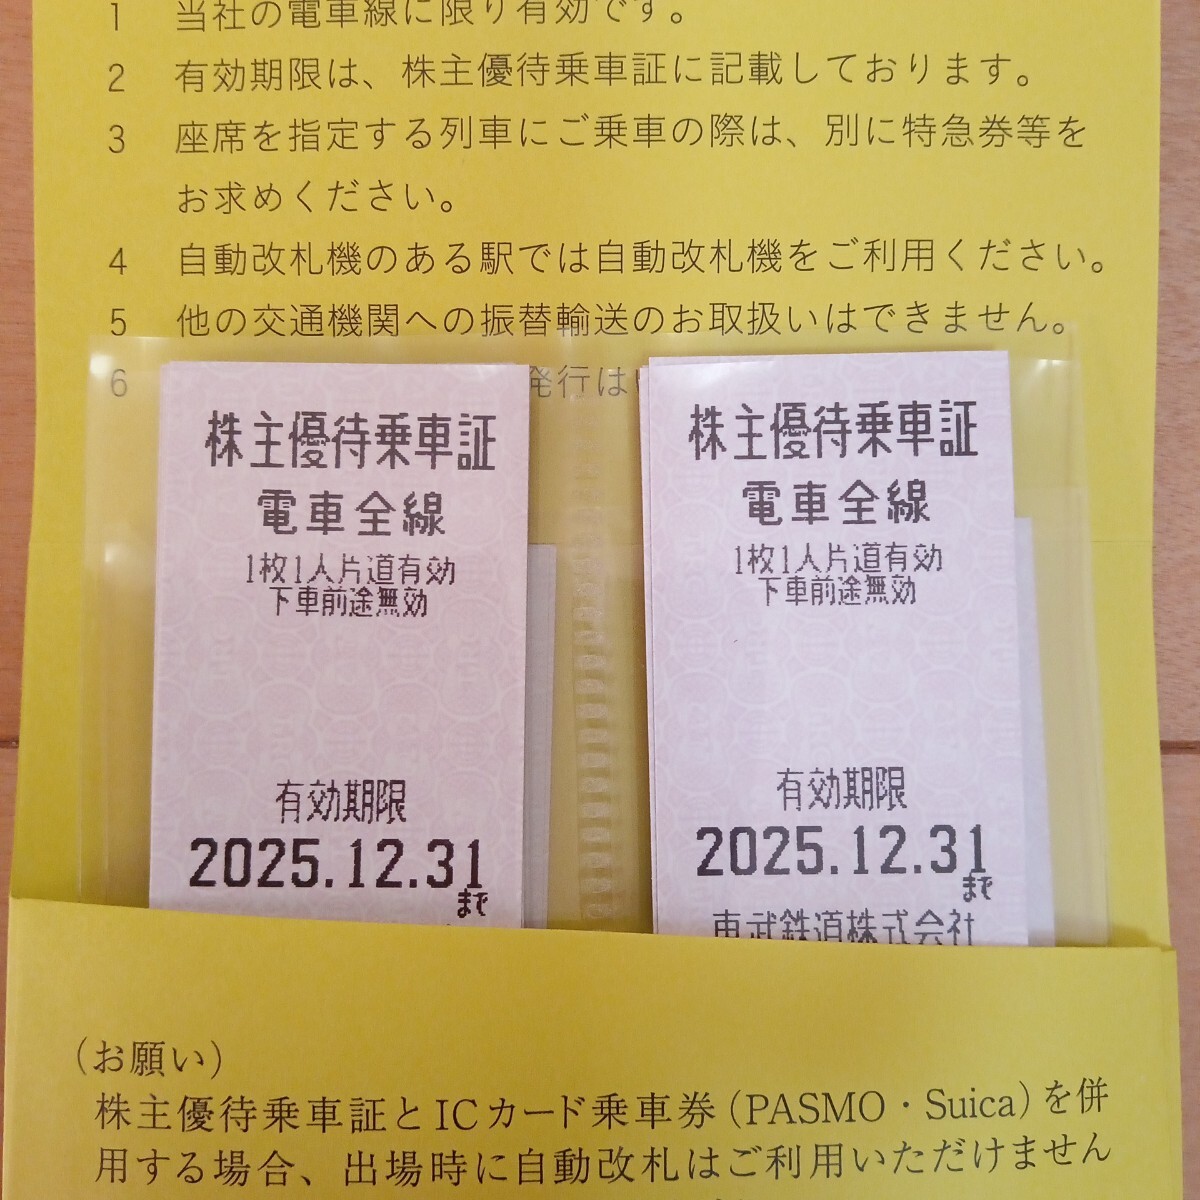 1 当社の電車線に限り有効です。
2 有効期限は、株主優待乗車証に記載しております。
3 座席を指定する列車にご乗車の際は、別に特急券等を
お求めください。
4 自動改札機のある駅では自動改札機をご利用ください。
5 他の交通機関への振替輸送のお取扱いはできません。
6 発行は
株主優待乗車証
電車全線
1枚1人片道有効
下車前途無効
有効期限
2025.12.31
まで
株主優待乗車証
電車全線
1枚1人片道有効
下車前途無効
有効期限
2025.12.31
まで
東武鉄道株式会社
(お願い)
株主優待乗車証とICカード乗車券(PASMO・Suica)を併
用する場合、出場時に自動改札はご利用いただけません